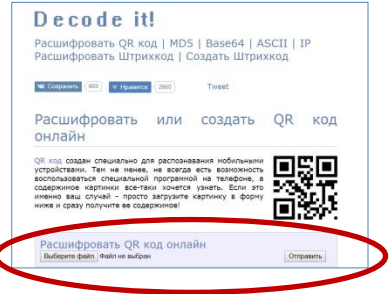 Decode it!
Расшифровать QR код | MD5 | Base64 | ASCII | IP
Расшифровать Штрихкод | Создать Штрихкод
Сохранить 669 Нравится 2860 Tweet
Расшифровать или создать QR код
онлайн
QR код создан специально для распознавания мобильными
устройствами. Тем не менее, не всегда есть возможность
воспользоваться специальной программой на телефоне, а
содержимое картинки все-таки хочется узнать. Если это
именно ваш случай - просто загрузите картинку в форму
ниже и сразу получите ее содержимое!
Расшифровать QR код онлайн
Выберите файл Файл не выбран Отправить